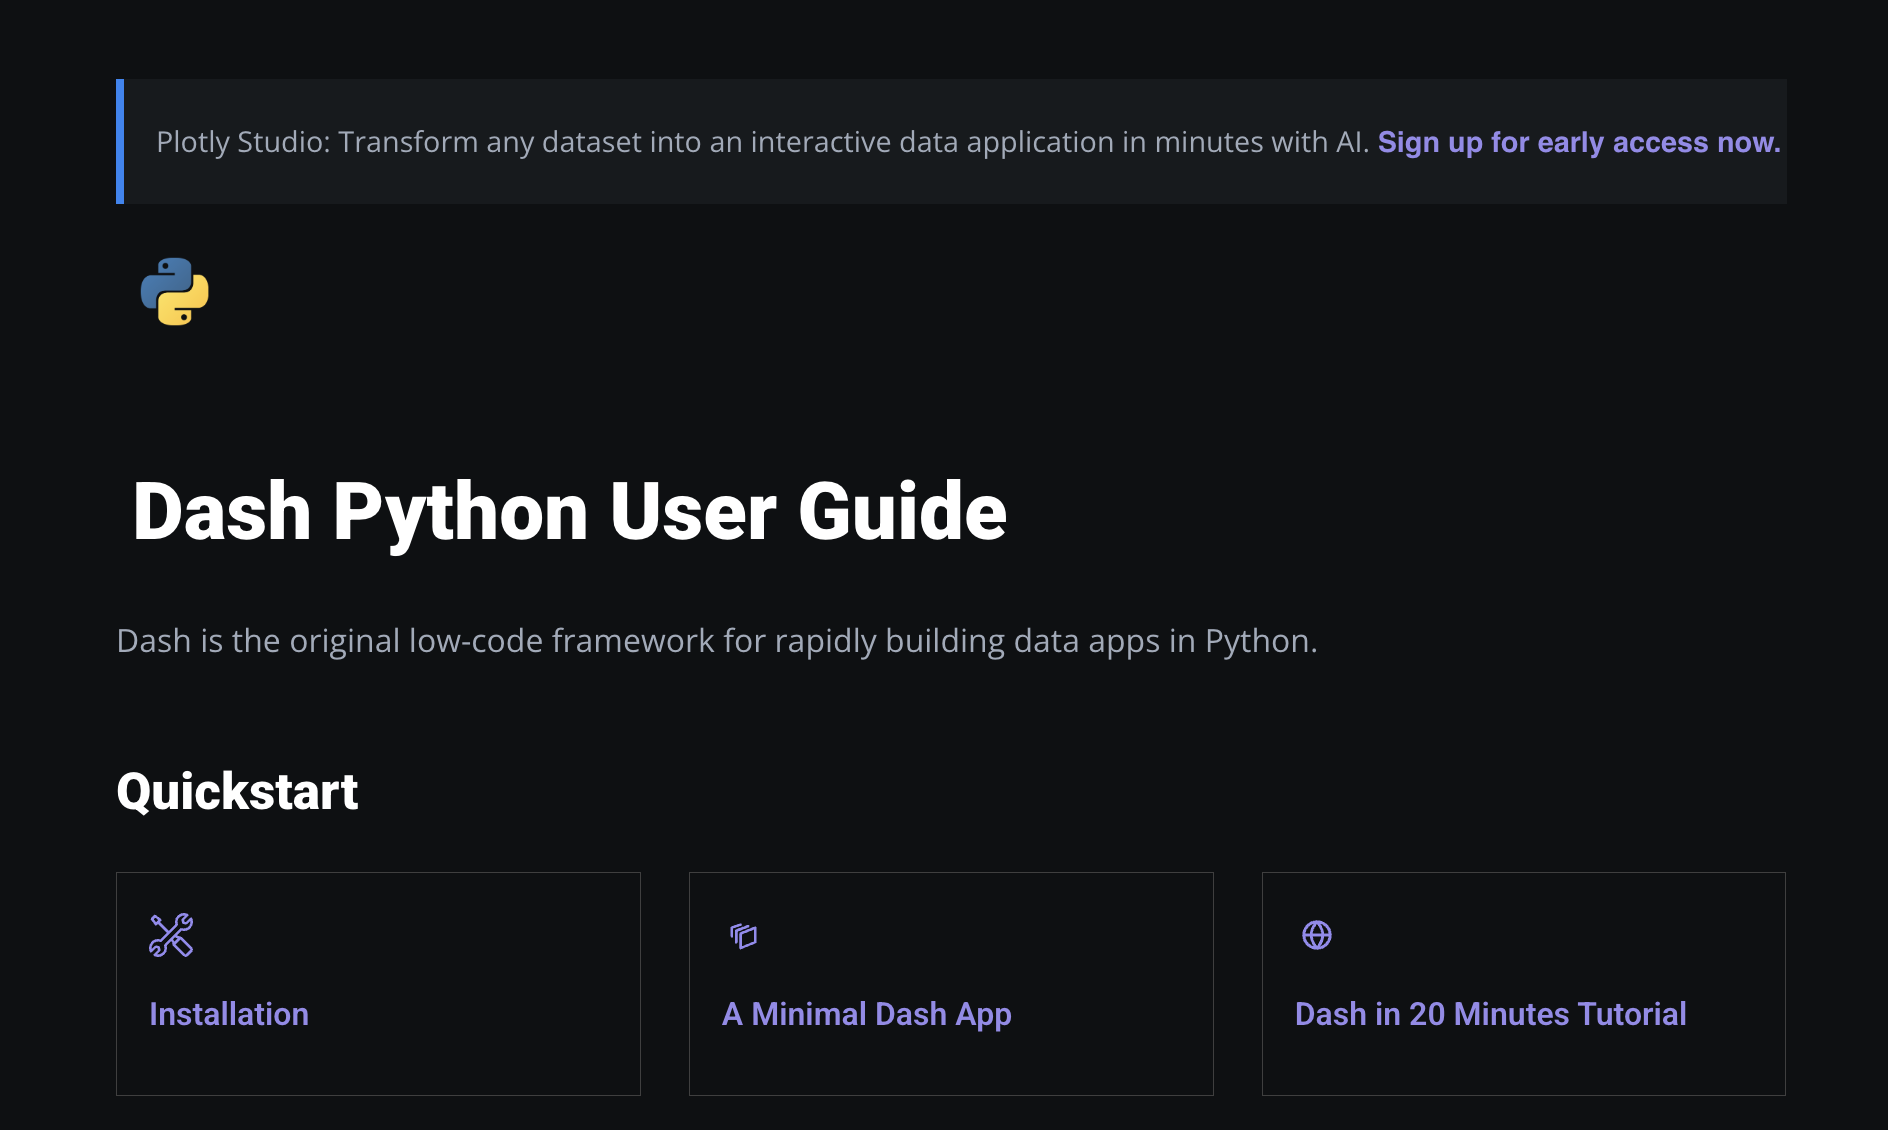 Plotly Studio: Transform any dataset into an interactive data application in minutes with AI. Sign up for early access now.
Dash Python User Guide
Dash is the original low-code framework for rapidly building data apps in Python.
Quickstart
Installation
A Minimal Dash App
Dash in 20 Minutes Tutorial